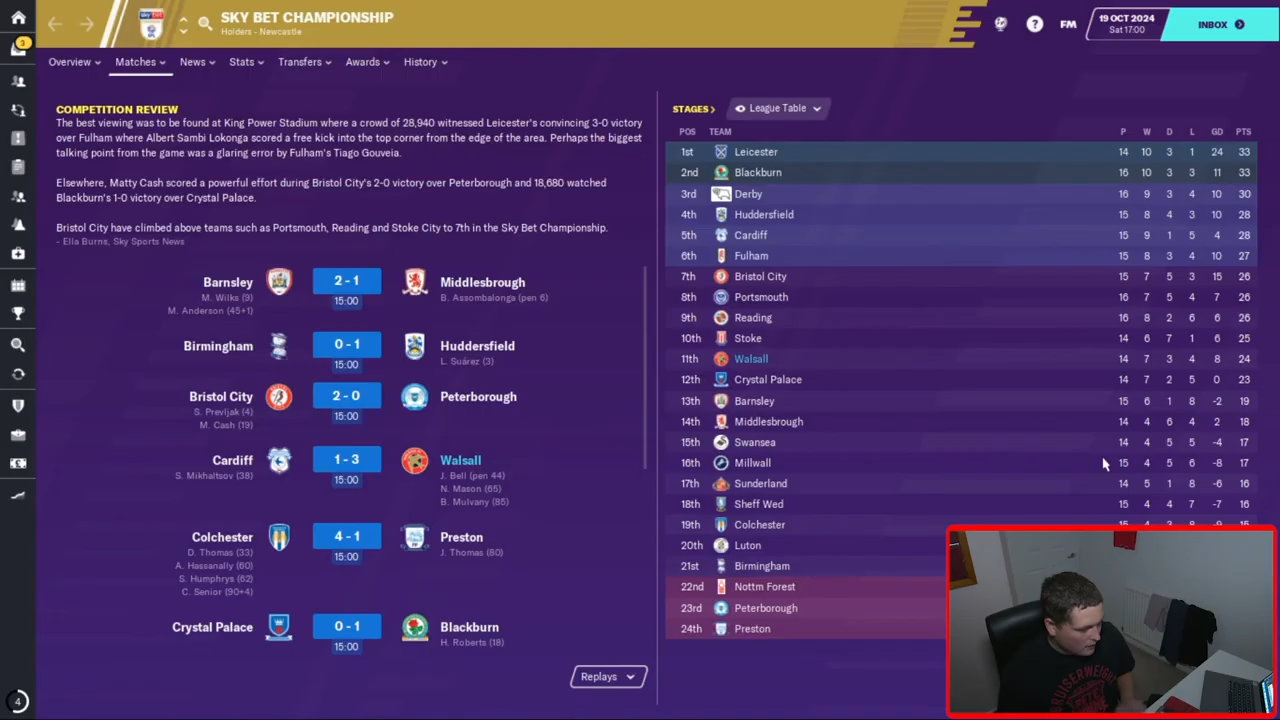 SKY BET CHAMPIONSHIP
Holders - Newcastle
FM
19 OCT 2024
Sat 17:00
INBOX
3
Overview
Matches
News
Stats
Transfers
Awards
History
COMPETITION REVIEW
The best viewing was to be found at King Power Stadium where a crowd of 28,940 witnessed Leicester's convincing 3-0 victory
over Fulham where Albert Sambi Lokonga scored a free kick into the top corner from the edge of the area. Perhaps the biggest
talking point from the game was a glaring error by Fulham's Tiago Gouveia.
Elsewhere, Matty Cash scored a powerful effort during Bristol City's 2-0 victory over Peterborough and 18,680 watched
Blackburn's 1-0 victory over Crystal Palace.
Bristol City have climbed above teams such as Portsmouth, Reading and Stoke City to 7th in the Sky Bet Championship.
- Ella Burns, Sky Sports News
Barnsley 2 - 1 Middlesbrough
M. Wilks (9) 15:00 B. Assombalonga (pen 6)
M. Anderson (45+1)
Birmingham 0 - 1 Huddersfield
15:00 L. Suárez (3)
Bristol City 2 - 0 Peterborough
S. Prevljak (4) 15:00
M. Cash (19)
Cardiff 1 - 3 Walsall
S. Mikhaltsov (38) 15:00 J. Bell (pen 44)
N. Mason (65)
B. Mulvany (85)
Colchester 4 - 1 Preston
D. Thomas (33) 15:00 J. Thomas (80)
A. Hassanally (60)
S. Humphrys (62)
C. Senior (90+4)
Crystal Palace 0 - 1 Blackburn
15:00 H. Roberts (18)
Replays
4
STAGES> League Table
POS TEAM P W D L GD PTS
1st Leicester 14 10 3 1 24 33
2nd Blackburn 16 10 3 3 11 33
3rd Derby 16 9 3 4 10 30
4th Huddersfield 15 8 4 3 10 28
5th Cardiff 15 9 1 5 4 28
6th Fulham 15 8 3 4 10 27
7th Bristol City 15 7 5 3 15 26
8th Portsmouth 16 7 5 4 7 26
9th Reading 16 8 2 6 6 26
10th Stoke 14 6 7 1 6 25
11th Walsall 14 7 3 4 8 24
12th Crystal Palace 14 7 2 5 0 23
13th Barnsley 15 6 1 8 -2 19
14th Middlesbrough 14 4 6 4 2 18
15th Swansea 14 4 5 5 -4 17
16th Millwall 15 4 5 6 -8 17
17th Sunderland 14 5 1 8 -6 16
18th Sheff Wed 15 4 4 7 -7 16
19th Colchester
20th Luton
21st Birmingham
22nd Nottm Forest
23rd Peterborough
24th Preston